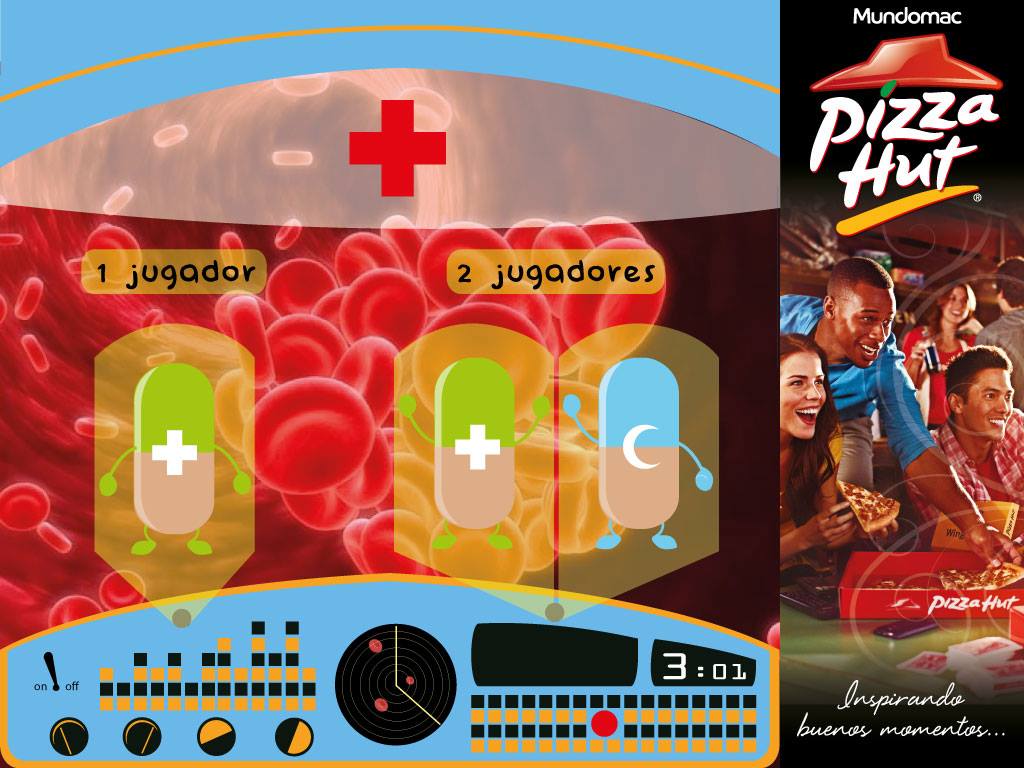 Mundomac
Pizza
Hut
®
1 jugador
2 jugadores
Pizza Hut
on off
3:01
Inspirando
buenos momentos...